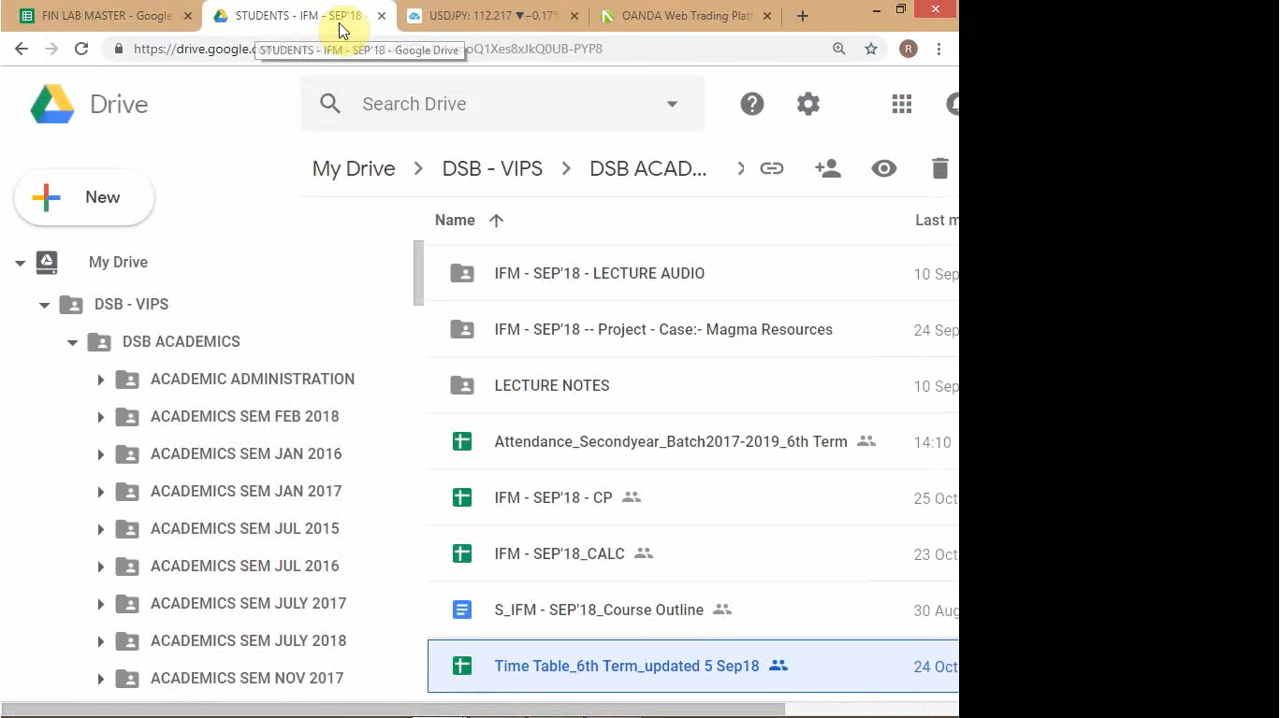 FIN LAB MASTER - Google
STUDENTS - IFM - SEP'18 -
USDJPY: 112.217 ▼−0.17%
OANDA Web Trading Platf
https://drive.google.c
STUDENTS - IFM - SEP'18 - Google Drive
oQ1Xes8xJkQ0UB-PYP8
R
Drive
Search Drive
My Drive
DSB - VIPS
DSB ACAD...
New
Name
Last m
My Drive
DSB - VIPS
DSB ACADEMICS
ACADEMIC ADMINISTRATION
ACADEMICS SEM FEB 2018
ACADEMICS SEM JAN 2016
ACADEMICS SEM JAN 2017
ACADEMICS SEM JUL 2015
ACADEMICS SEM JUL 2016
ACADEMICS SEM JULY 2017
ACADEMICS SEM JULY 2018
ACADEMICS SEM NOV 2017
IFM - SEP'18 - LECTURE AUDIO
10 Sep
IFM - SEP'18 -- Project - Case:- Magma Resources
24 Sep
LECTURE NOTES
10 Sep
Attendance_Secondyear_Batch2017-2019_6th Term
14:10
IFM - SEP'18 - CP
25 Oct
IFM - SEP'18_CALC
23 Oct
S_IFM - SEP'18_Course Outline
30 Aug
Time Table_6th Term_updated 5 Sep18
24 Oct